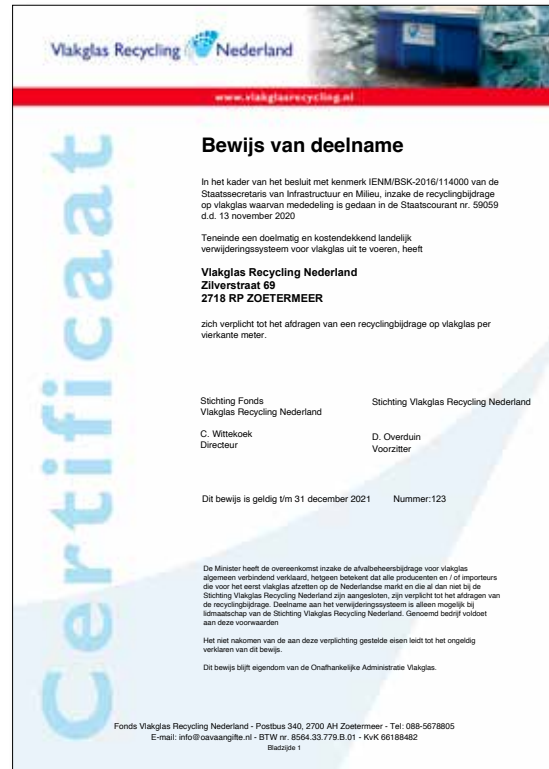 Vlakglas Recycling Nederland
www.vlakglasrecycling.nl
Certificaat
Bewijs van deelname
In het kader van het besluit met kenmerk IENM/BSK-2016/114000 van de
Staatssecretaris van Infrastructuur en Milieu, inzake de recyclingbijdrage
op vlakglas waarvan mededeling is gedaan in de Staatscourant nr. 59059
d.d. 13 november 2020
Teneinde een doelmatig en kostendekkend landelijk
verwijderingssysteem voor vlakglas uit te voeren, heeft
Vlakglas Recycling Nederland
Zilverstraat 69
2718 RP ZOETERMEER
zich verplicht tot het afdragen van een recyclingbijdrage op vlakglas per
vierkante meter.
Stichting Fonds
Vlakglas Recycling Nederland
Stichting Vlakglas Recycling Nederland
C. Wittekoek
Directeur
D. Overduin
Voorzitter
Dit bewijs is geldig t/m 31 december 2021 Nummer:123
De Minister heeft de overeenkomst inzake de afvalbeheersbijdrage voor vlakglas
algemeen verbindend verklaard, hetgeen betekent dat alle producenten en / of importeurs
die voor het eerst vlakglas afzetten op de Nederlandse markt en die al dan niet bij de
Stichting Vlakglas Recycling Nederland zijn aangesloten, zijn verplicht tot het afdragen van
de recyclingbijdrage. Deelname aan het verwijderingssysteem is alleen mogelijk bij
lidmaatschap van de Stichting Vlakglas Recycling Nederland. Genoemd bedrijf voldoet
aan deze voorwaarden
Het niet nakomen van de aan deze verplichting gestelde eisen leidt tot het ongeldig
verklaren van dit bewijs.
Dit bewijs blijft eigendom van de Onafhankelijke Administratie Vlakglas.
Fonds Vlakglas Recycling Nederland - Postbus 340, 2700 AH Zoetermeer - Tel: 088-5678805
E-mail: info@oavaangifte.nl - BTW nr. 8564.33.779.B.01 - KvK 66188482
Bladzijde 1